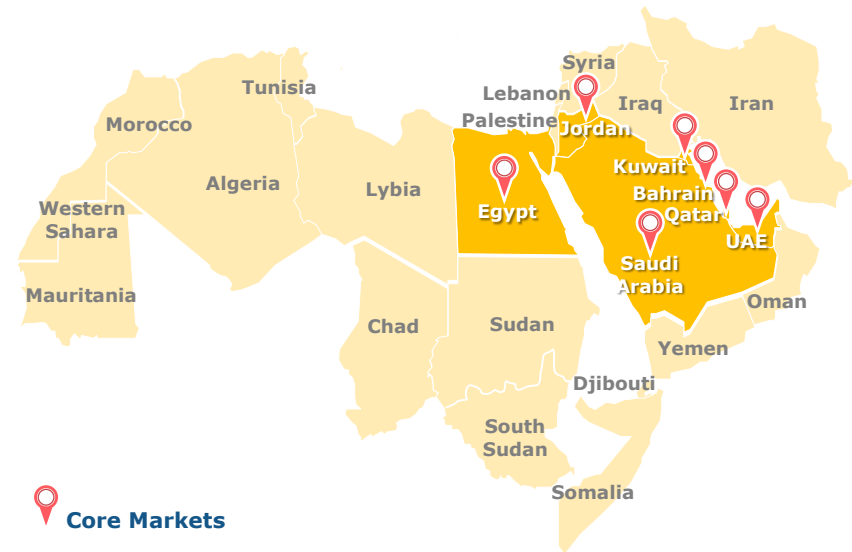 Syria
Tunisia
Lebanon
Iraq
Iran
Morocco
Palestine
Jordan
Kuwait
Algeria
Lybia
Bahrain
Western
Sahara
Egypt
Qatar
UAE
Saudi
Arabia
Mauritania
Oman
Chad
Sudan
Yemen
Djibouti
South
Sudan
Somalia
Core Markets